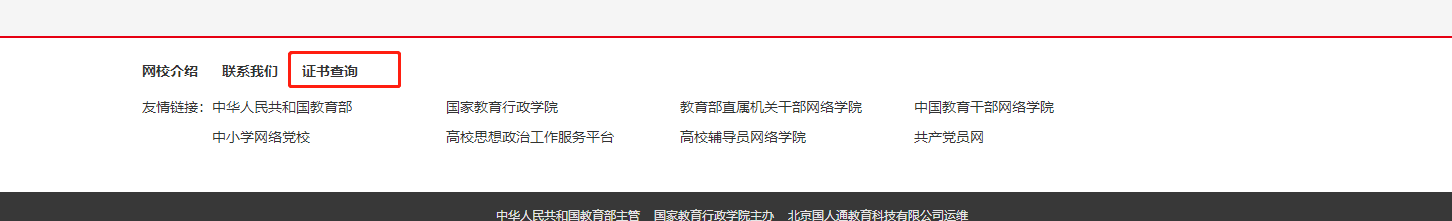 网校介绍 联系我们 证书查询
友情链接： 中华人民共和国教育部 国家教育行政学院 教育部直属机关干部网络学院 中国教育干部网络学院
中小学网络党校 高校思想政治工作服务平台 高校辅导员网络学院 共产党员网
中华人民共和国教育部主管 国家教育行政学院主办 北京国人通教育科技有限公司运维